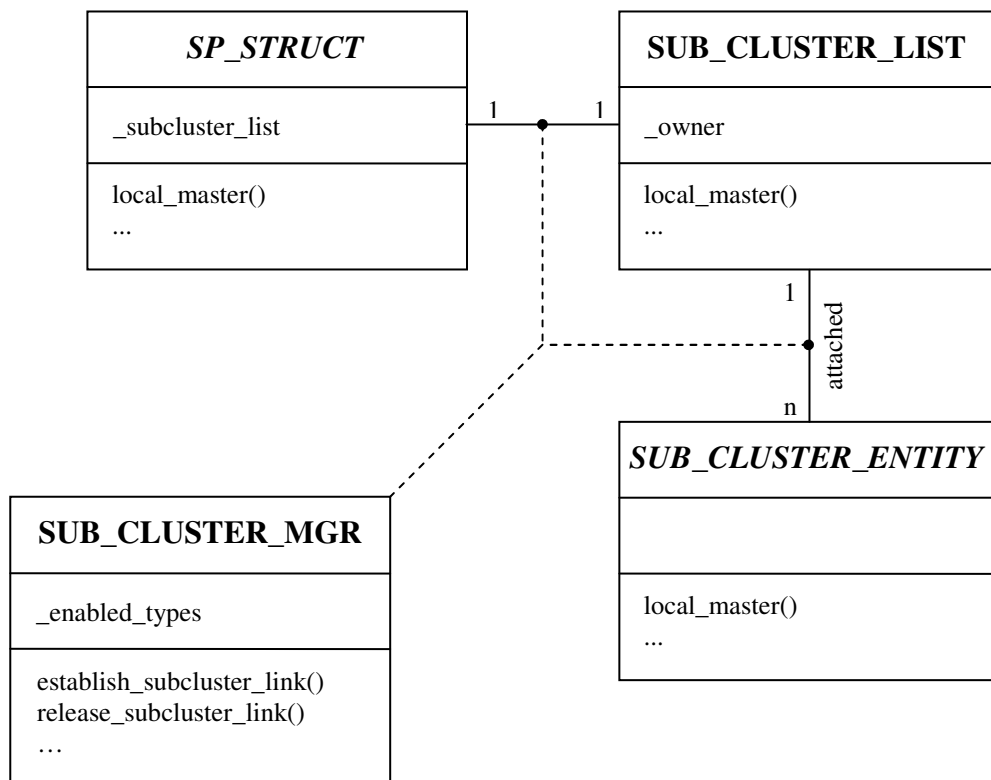 SP_STRUCT
_subcluster_list
local_master()
...
1
1
SUB_CLUSTER_LIST
_owner
local_master()
...
1
attached
n
SUB_CLUSTER_ENTITY
local_master()
...
SUB_CLUSTER_MGR
_enabled_types
establish_subcluster_link()
release_subcluster_link()
…